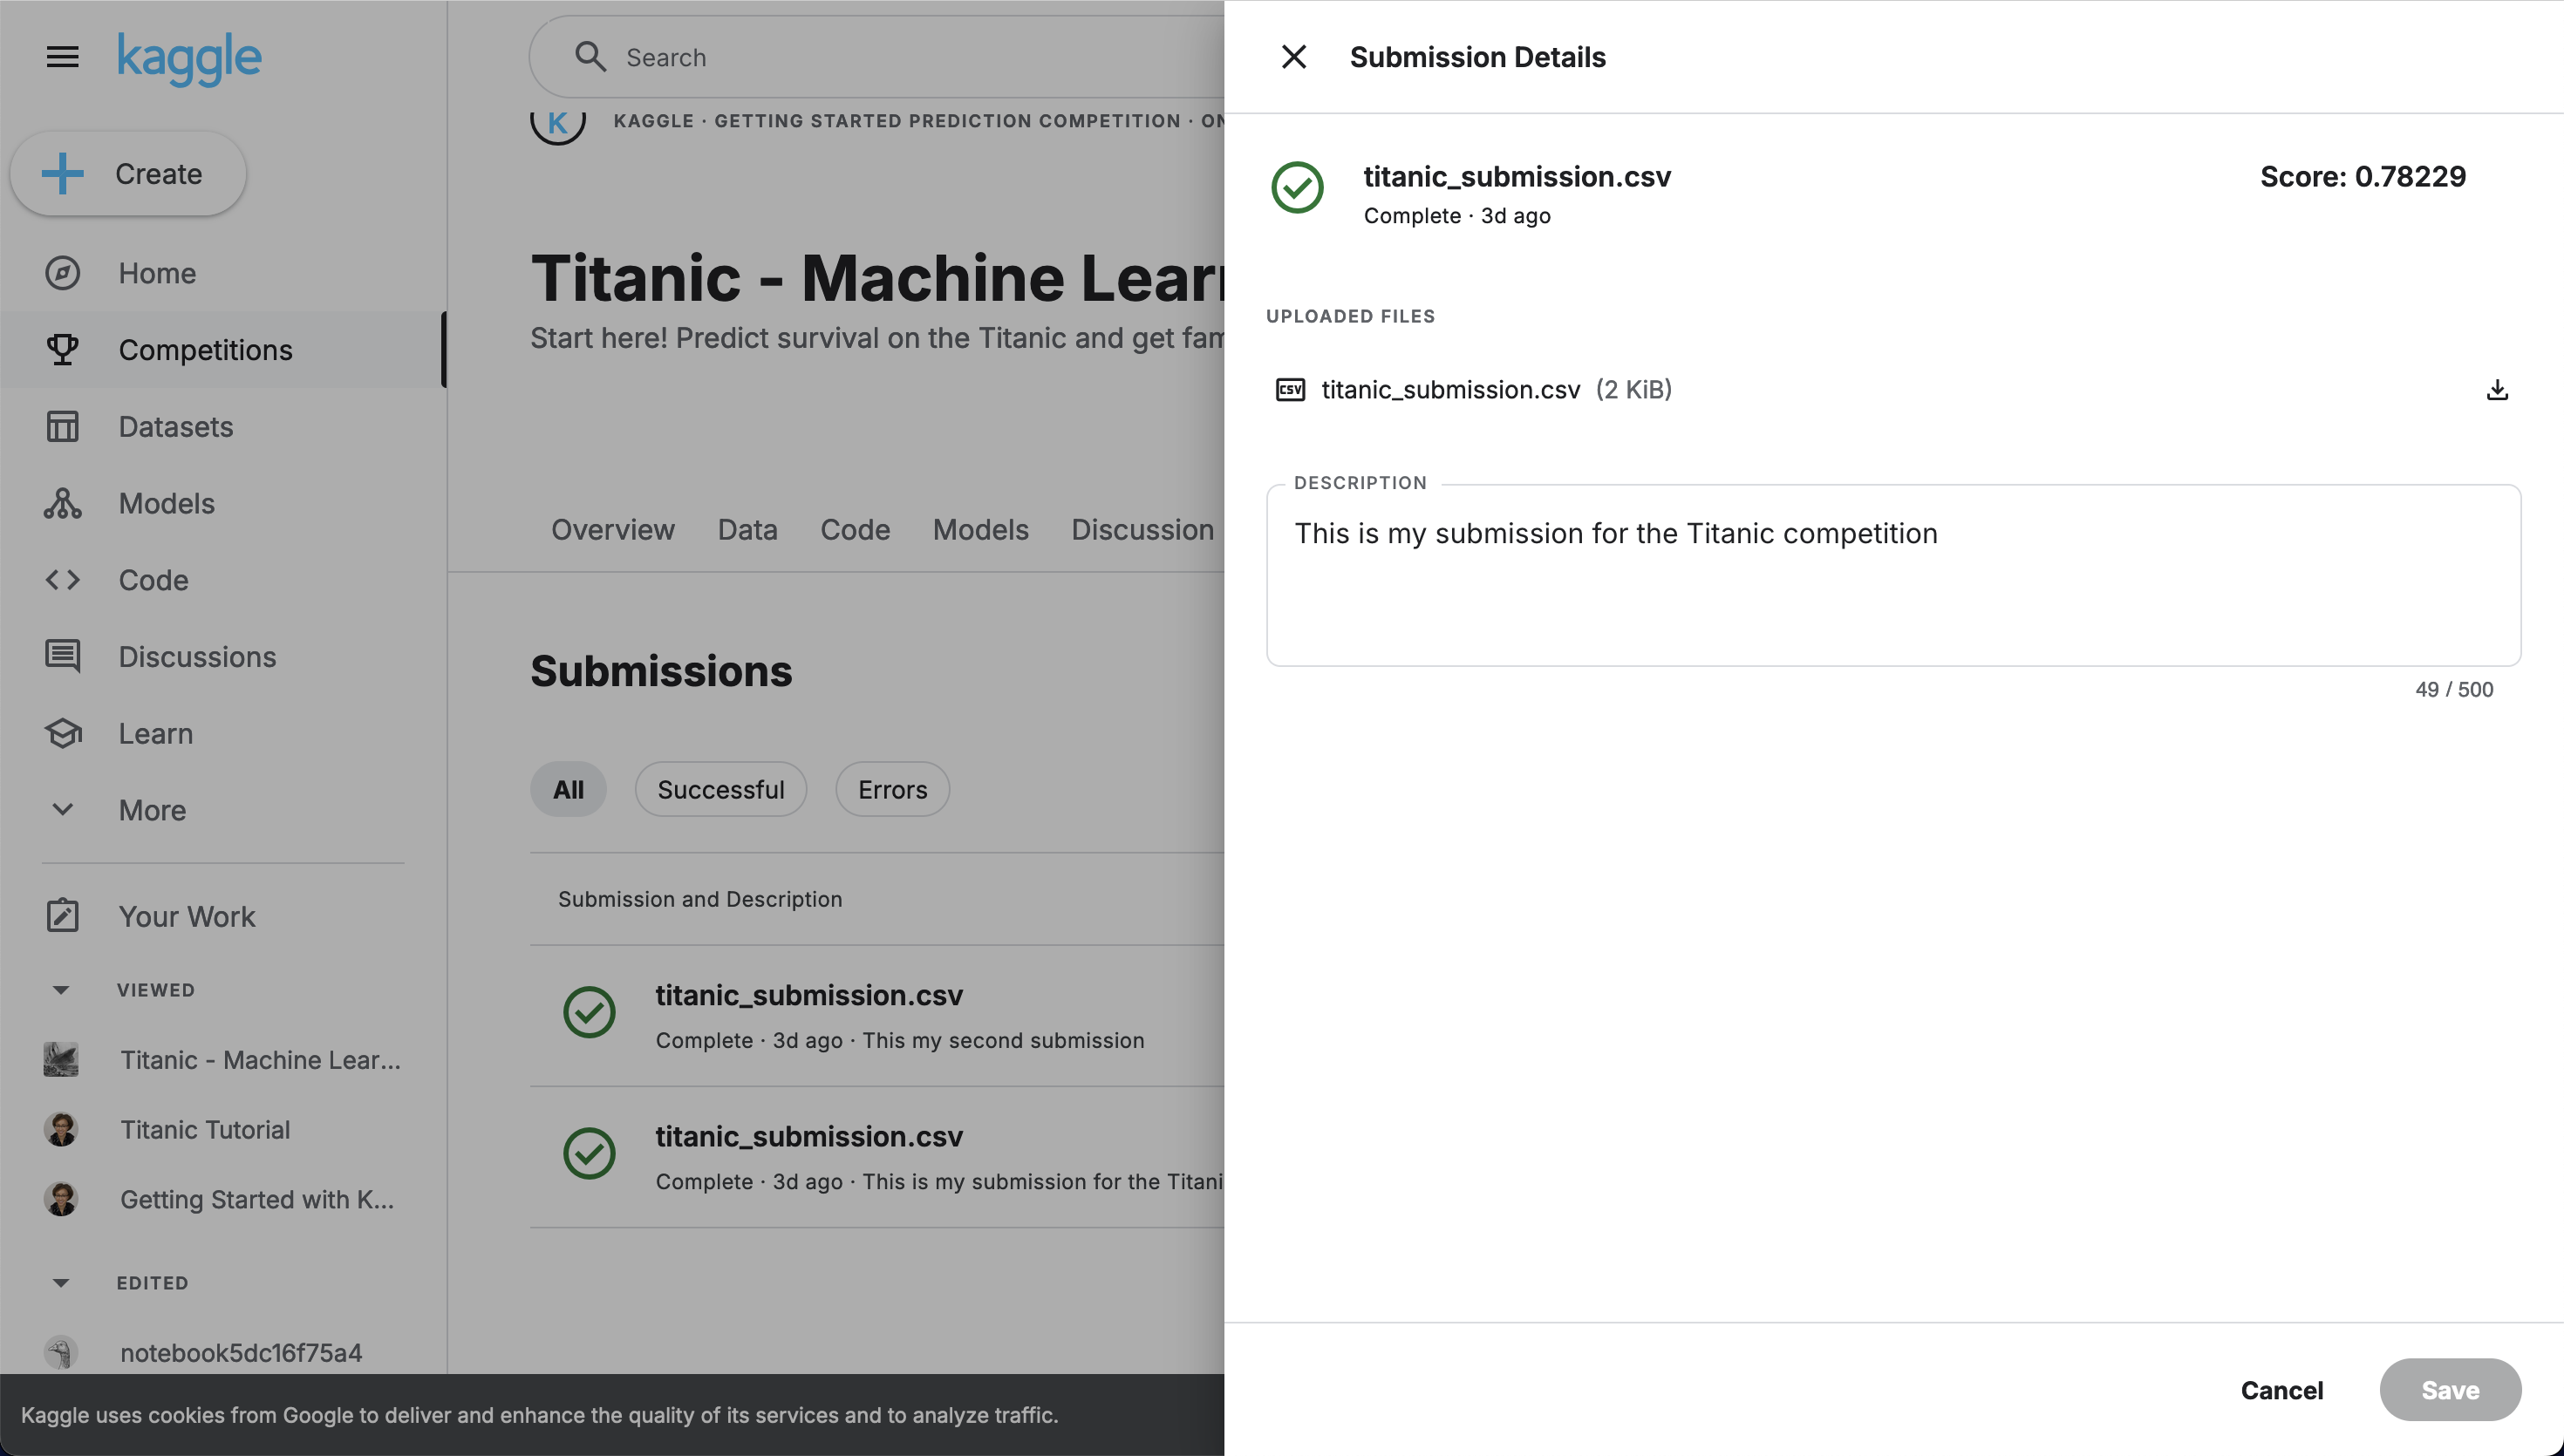 kaggle
Create
Home
Competitions
Datasets
Models
Code
Discussions
Learn
More
Your Work
VIEWED
Titanic - Machine Lear...
Titanic Tutorial
Getting Started with K...
EDITED
notebook5dc16f75a4
Kaggle uses cookies from Google to deliver and enhance the quality of its services and to analyze traffic.
Search
K
KAGGLE · GETTING STARTED PREDICTION COMPETITION ·
Titanic - Machine
Start here! Predict survival on the Titanic and get
Overview Data Code Models Discussion
Submissions
All Successful Errors
Submission and Description
titanic_submission.csv
Complete · 3d ago · This my second submission
titanic_submission.csv
Complete · 3d ago · This is my submission for the
Submission Details
titanic_submission.csv
Score: 0.78229
Complete · 3d ago
UPLOADED FILES
CSV titanic_submission.csv (2 KiB)
DESCRIPTION
This is my submission for the Titanic competition
49 / 500
Cancel Save